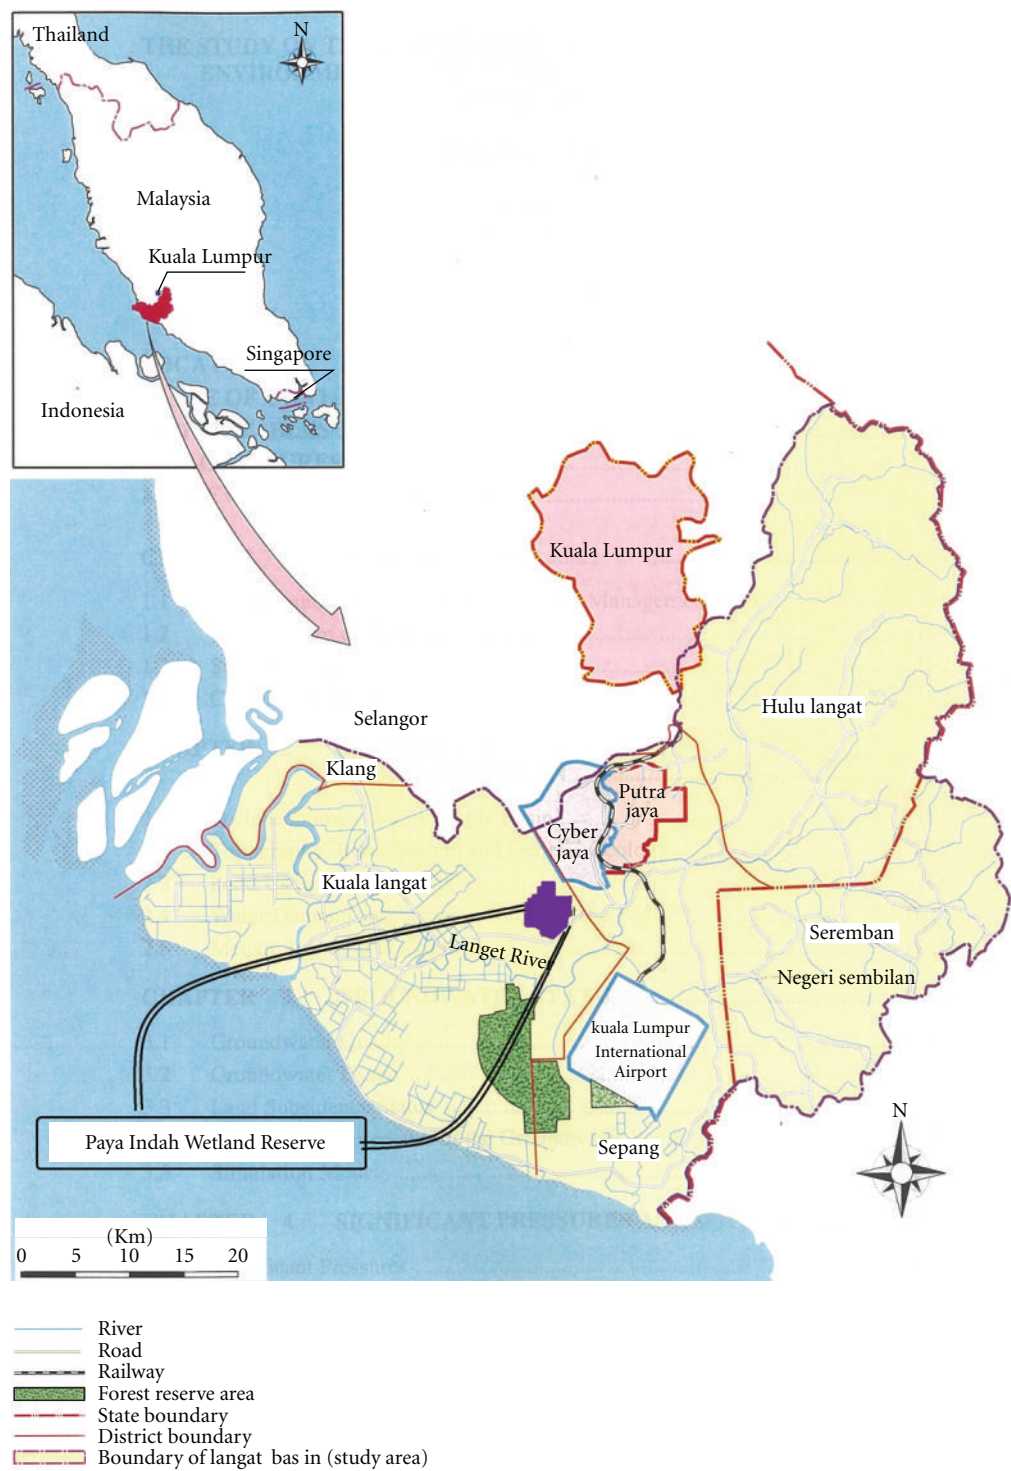 Thailand
N
Malaysia
Kuala Lumpur
Singapore
Indonesia
Kuala Lumpur
Hulu langat
Selangor
Klang
Putra
jaya
Cyber
jaya
Kuala langat
Langet River
Seremban
Negeri sembilan
kuala Lumpur
International
Airport
Paya Indah Wetland Reserve
Sepang
N
(Km)
0 5 10 15 20
River
Road
Railway
Forest reserve area
State boundary
District boundary
Boundary of langat bas in (study area)